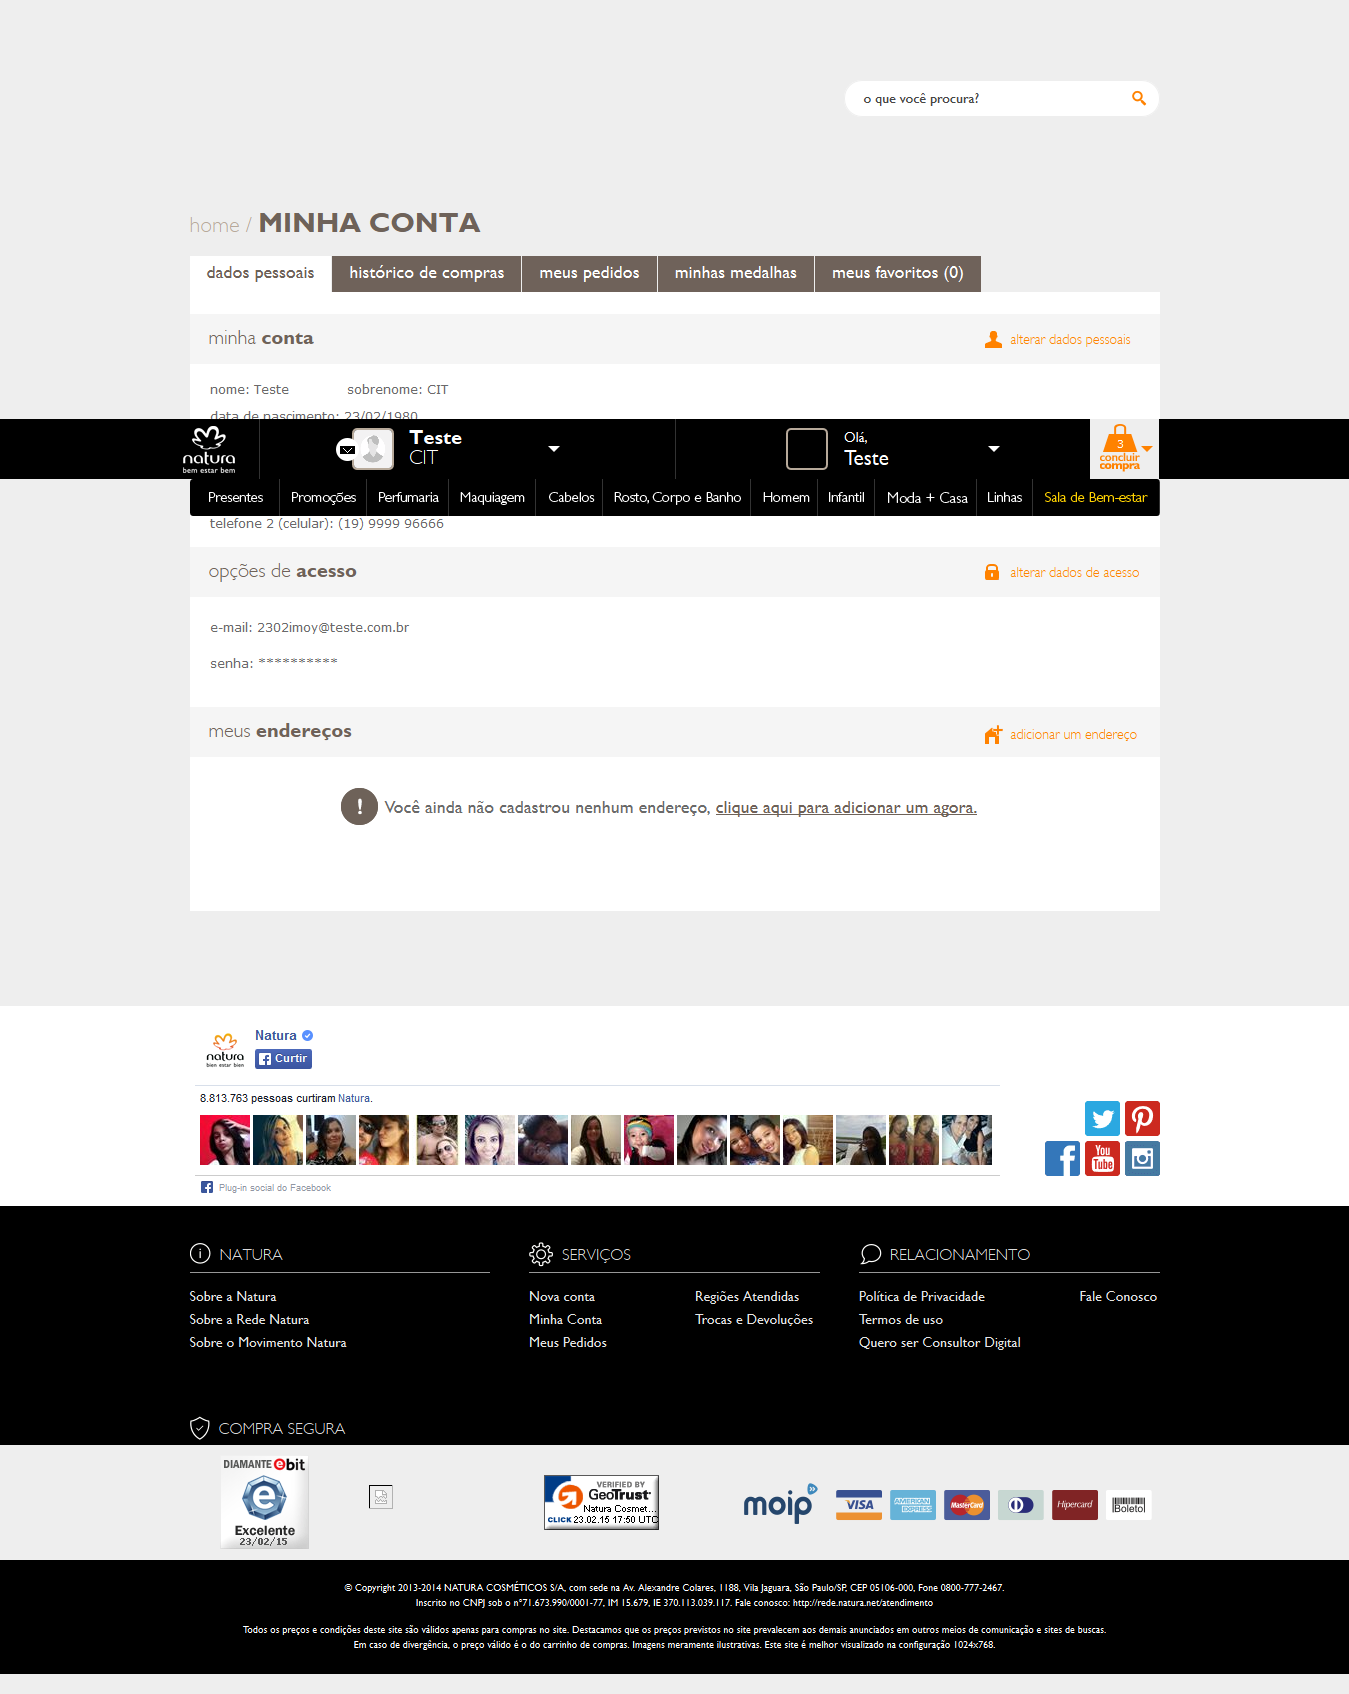 o que você procura?
home / MINHA CONTA
dados pessoais
histórico de compras
meus pedidos
minhas medalhas
meus favoritos (0)
minha conta
alterar dados pessoais
nome: Teste
sobrenome: CIT
data de nascimento: 23/02/1980
natura
bem estar bem
Teste
CIT
Olá,
Teste
3
concluir
compra
Presentes
Promoções
Perfumaria
Maquiagem
Cabelos
Rosto, Corpo e Banho
Homem
Infantil
Moda + Casa
Linhas
Sala de Bem-estar
telefone 2 (celular): (19) 9999 96666
opções de acesso
alterar dados de acesso
e-mail: 2302imoy@teste.com.br
senha: **********
meus endereços
adicionar um endereço
! Você ainda não cadastrou nenhum endereço, clique aqui para adicionar um agora.
natura
bien estar bien
Natura
Curtir
8.813.763 pessoas curtiram Natura.
You
Tube
Plug-in social do Facebook
NATURA
Sobre a Natura
Sobre a Rede Natura
Sobre o Movimento Natura
SERVIÇOS
Nova conta
Minha Conta
Meus Pedidos
Regiões Atendidas
Trocas e Devoluções
RELACIONAMENTO
Política de Privacidade
Termos de uso
Quero ser Consultor Digital
Fale Conosco
COMPRA SEGURA
DIAMANTE ebit
e
Excelente
23/02/15
VERIFIED BY
GeoTrust
Natura Cosmet...
CLICK 23.02.15 17:50 UTC
moip
VISA
AMERICAN EXPRESS
MasterCard
Hipercard
Boleto
© Copyright 2013-2014 NATURA COSMÉTICOS S/A, com sede na Av. Alexandre Colares, 1188, Vila Jaguara, São Paulo/SP, CEP 05106-000, Fone 0800-777-2467.
Inscrito no CNPJ sob o n°71.673.990/0001-77, IM 15.679, IE 370.113.039.117. Fale conosco: http://rede.natura.net/atendimento
Todos os preços e condições deste site são válidos apenas para compras no site. Destacamos que os preços previstos no site prevalecem aos demais anunciados em outros meios de comunicação e sites de buscas.
Em caso de divergência, o preço válido é o do carrinho de compras. Imagens meramente ilustrativas. Este site é melhor visualizado na configuração 1024x768.